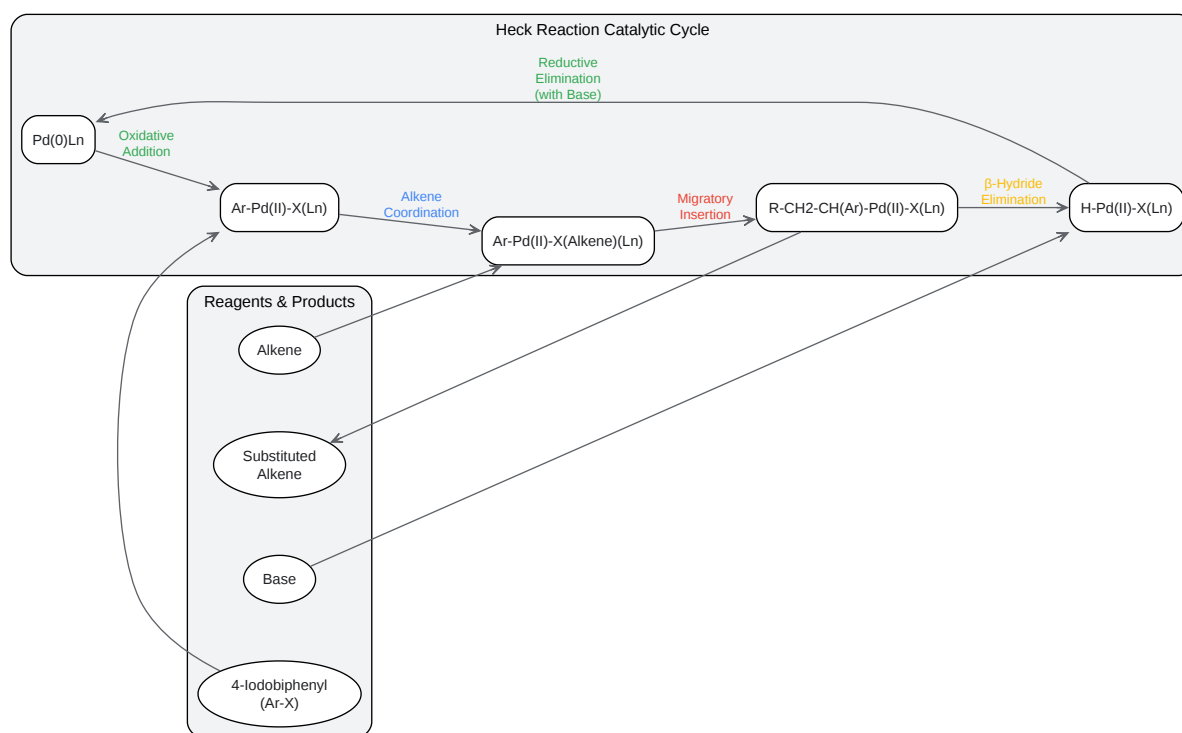 Heck Reaction Catalytic Cycle
Reductive
Elimination
(with Base)
Pd(0)Ln
Oxidative
Addition
Ar-Pd(II)-X(Ln)
Alkene
Coordination
Ar-Pd(II)-X(Alkene)(Ln)
Migratory
Insertion
R-CH2-CH(Ar)-Pd(II)-X(Ln)
β-Hydride
Elimination
H-Pd(II)-X(Ln)
Reagents & Products
Alkene
Substituted
Alkene
Base
4-Iodobiphenyl
(Ar-X)